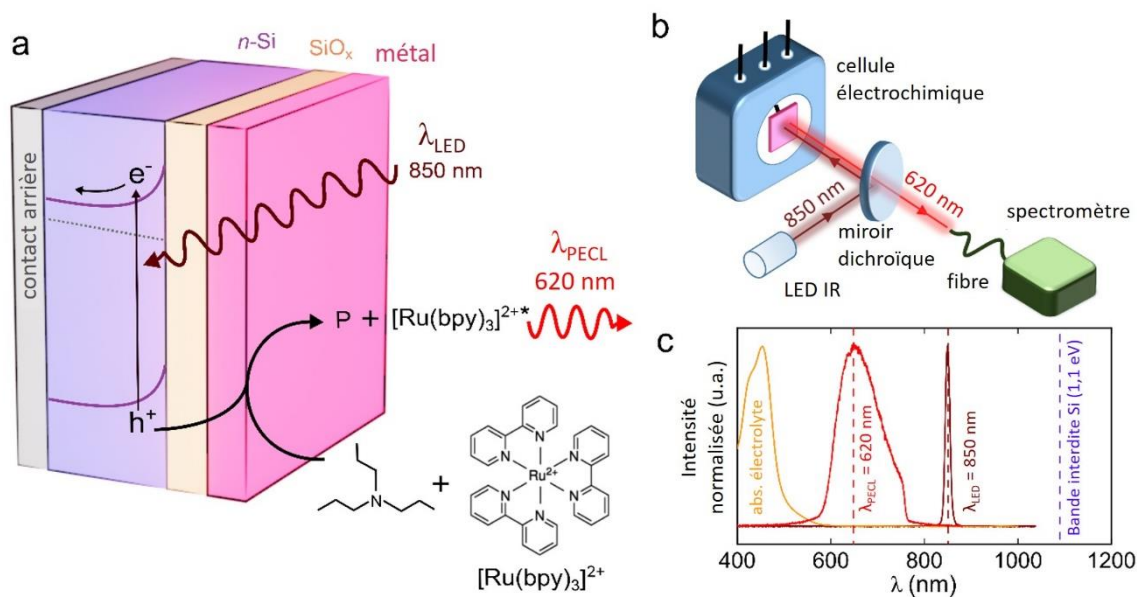 a
n-Si
SiOx
métal
contact arrière
e-
h+
λLED
850 nm
λPECL
620 nm
P + [Ru(bpy)3]2+*
+
N
N
N
N
Ru2+
N
N
N
[Ru(bpy)3]2+
b
cellule
électrochimique
850 nm
620 nm
spectromètre
miroir
dichroïque
fibre
LED IR
c
Intensité
normalisée (u.a.)
abs. électrolyte
λPECL = 620 nm
λLED = 850 nm
Bande interdite Si (1,1 eV)
400 600 800 1000 1200
λ (nm)